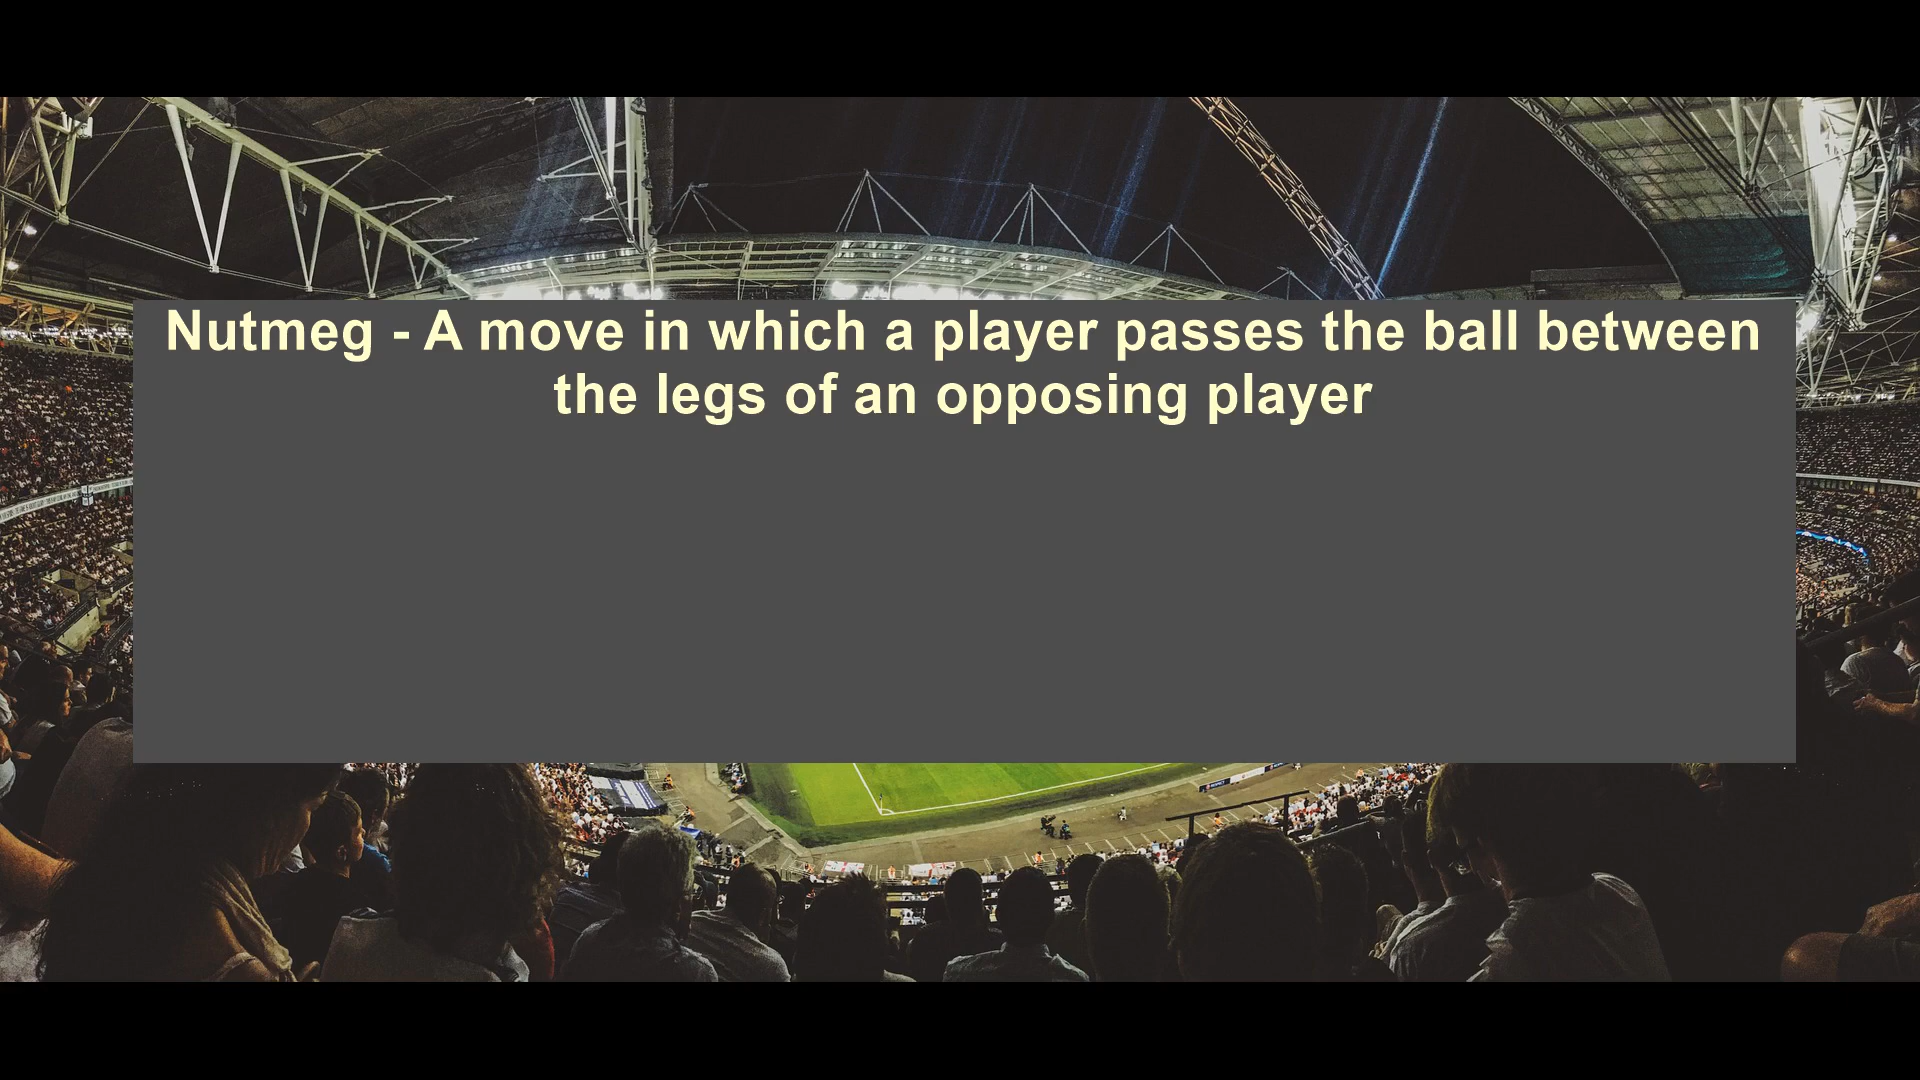 Nutmeg - A move in which a player passes the ball between
the legs of an opposing player